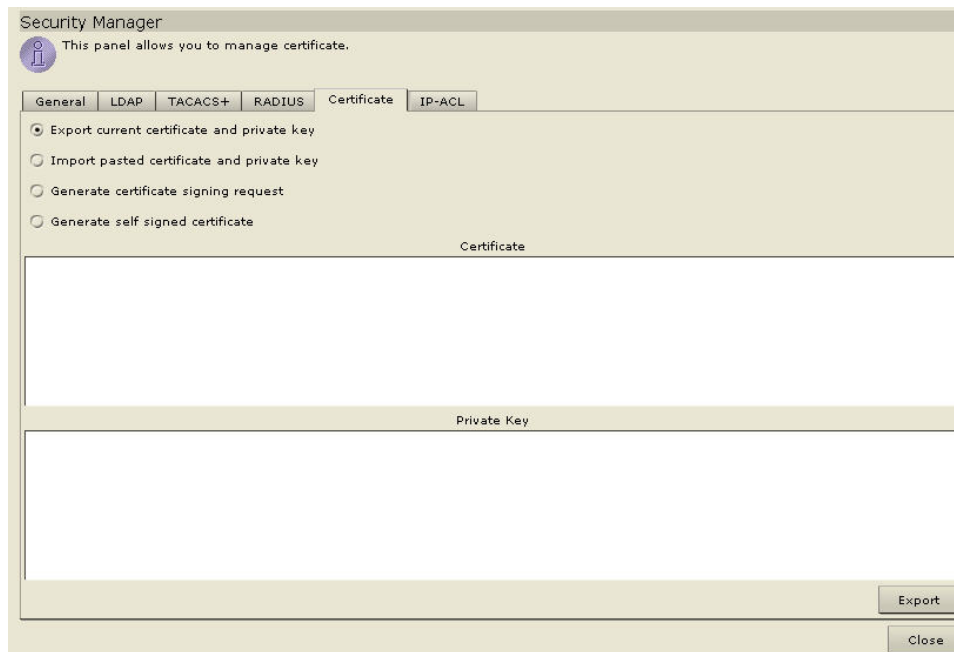 Security Manager
This panel allows you to manage certificate.
General LDAP TACACS+ RADIUS Certificate IP-ACL
Export current certificate and private key
Import pasted certificate and private key
Generate certificate signing request
Generate self signed certificate
Certificate
Private Key
Export
Close